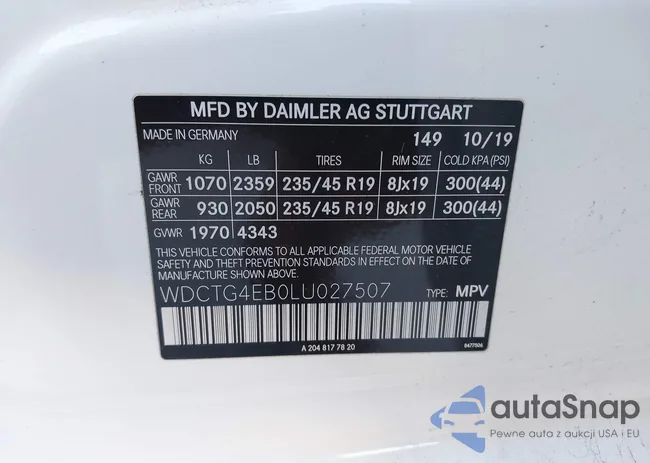 MFD BY DAIMLER AG STUTTGART
MADE IN GERMANY 149 10/19
KG LB TIRES RIM SIZE COLD KPA(PSI)
GAWR FRONT 1070 2359 235/45 R19 8Jx19 300(44)
GAWR REAR 930 2050 235/45 R19 8Jx19 300(44)
GVWR 1970 4343
THIS VEHICLE CONFORMS TO ALL APPLICABLE FEDERAL MOTOR VEHICLE
SAFETY AND THEFT PREVENTION STANDARDS IN EFFECT ON THE DATE
OF MANUFACTURE SHOWN ABOVE.
WDCTG4EB0LU027507 TYPE: MPV
A 204 817 78 20
autoSnap
Pewne auta z aukcji USA i EU